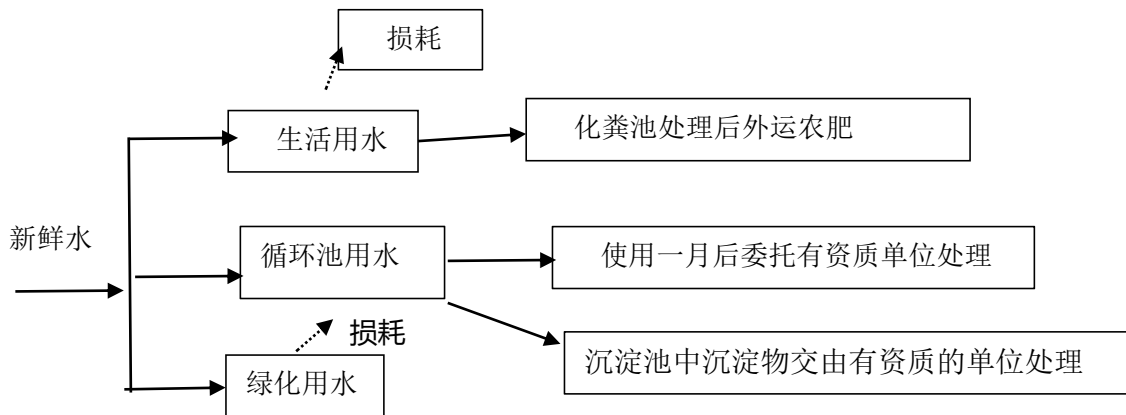 损耗
生活用水
化粪池处理后外运农肥
新鲜水
循环池用水
使用一月后委托有资质单位处理
损耗
沉淀池中沉淀物交由有资质的单位处理
绿化用水